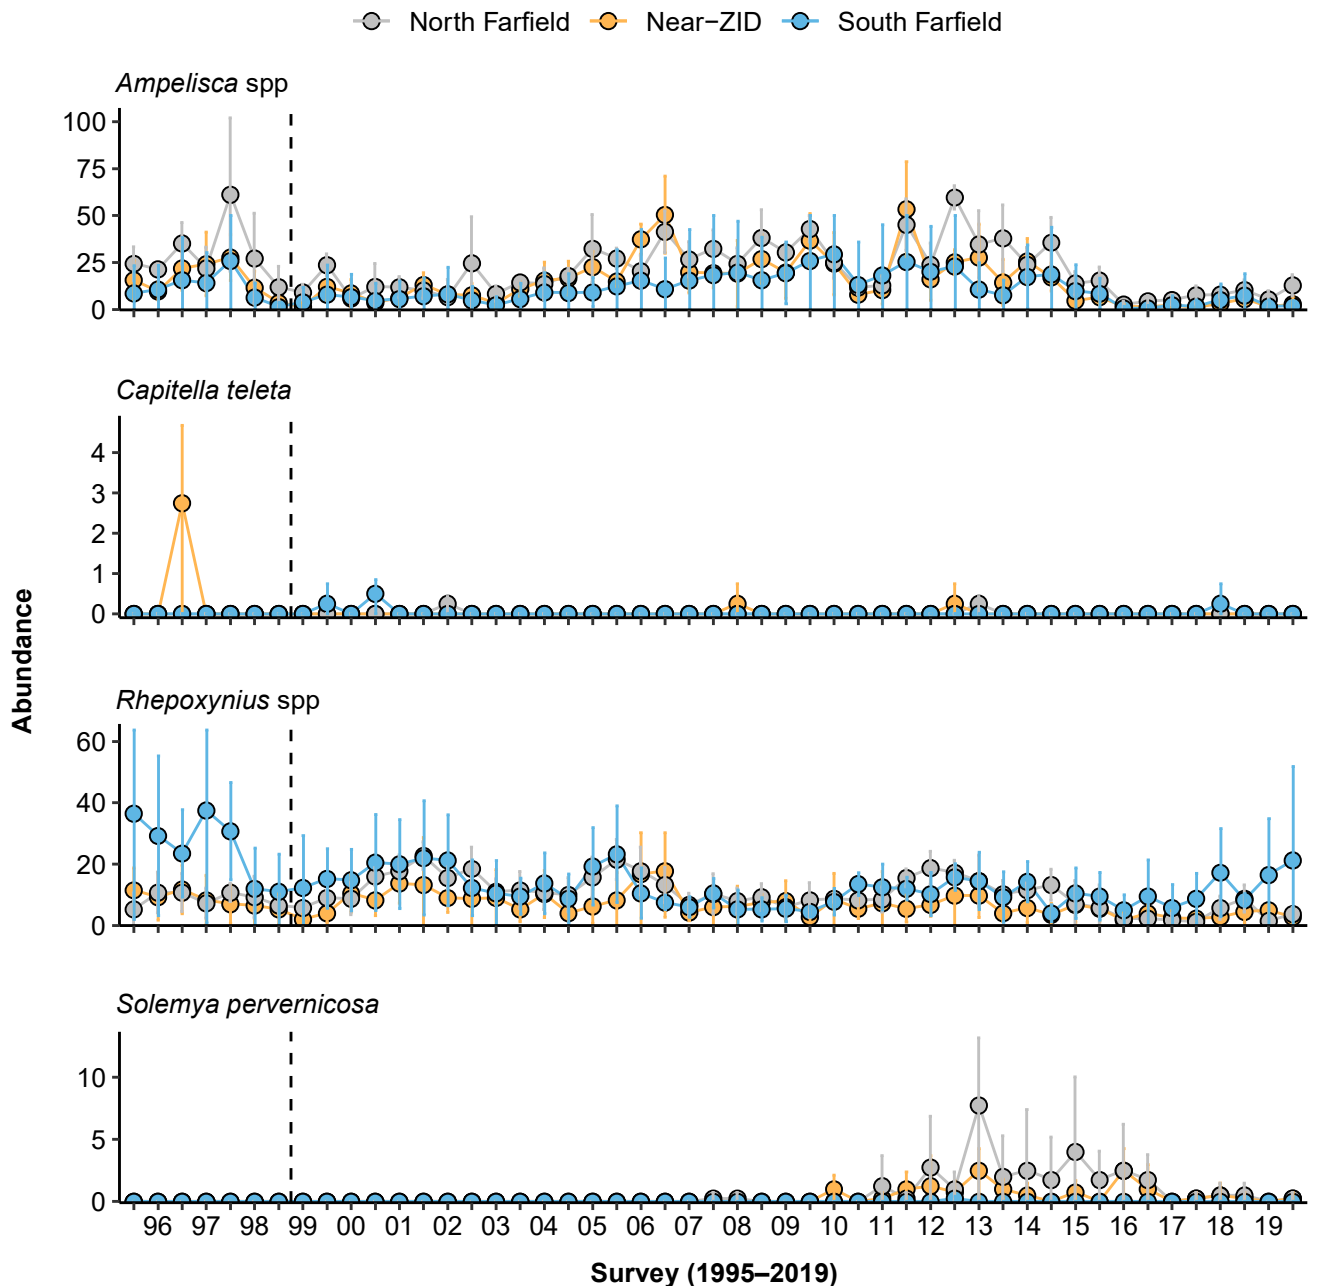 North Farfield Near−ZID South Farfield
Ampelisca spp
100
75
50
25
0
Capitella teleta
4
3
2
1
0
Abundance
Rhepoxynius spp
60
40
20
0
Solemya pervernicosa
10
5
0
96 97 98 99 00 01 02 03 04 05 06 07 08 09 10 11 12 13 14 15 16 17 18 19
Survey (1995–2019)